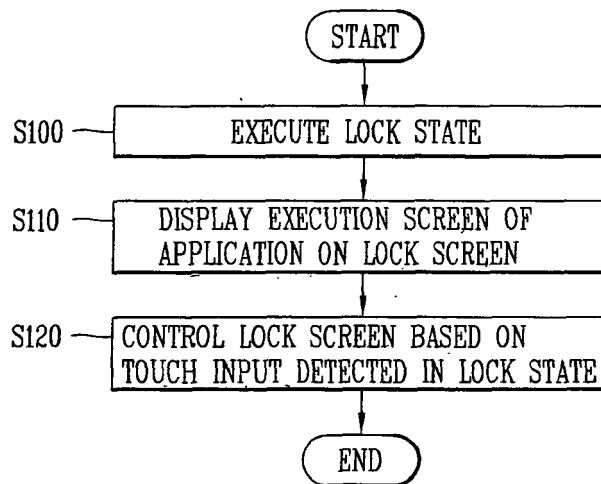 START
S100
EXECUTE LOCK STATE
S110
DISPLAY EXECUTION SCREEN OF
APPLICATION ON LOCK SCREEN
S120
CONTROL LOCK SCREEN BASED ON
TOUCH INPUT DETECTED IN LOCK STATE
END